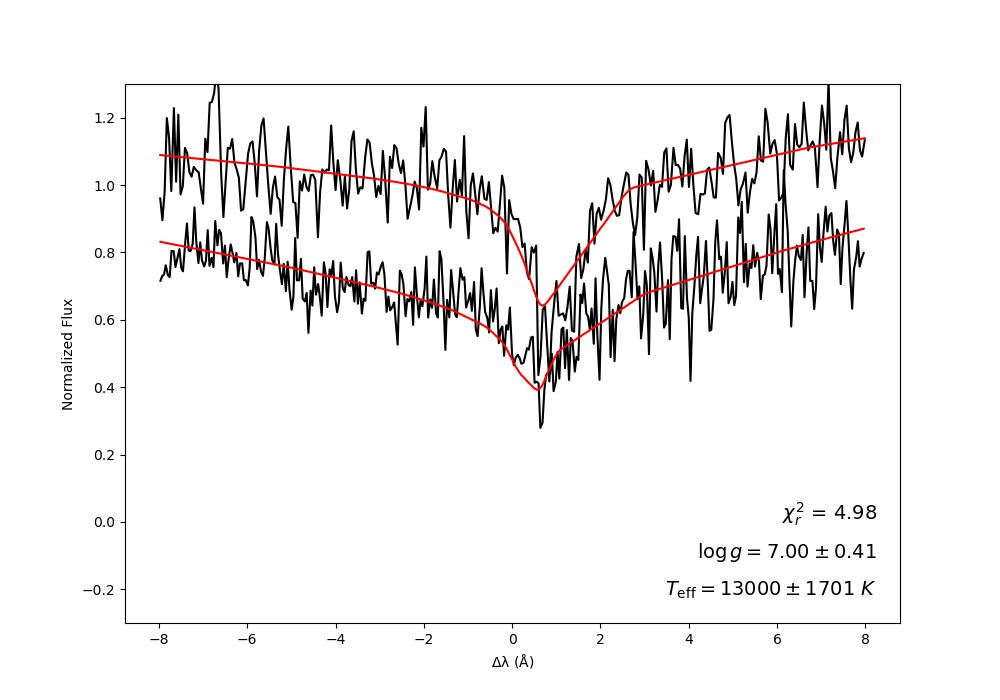 1.2
1.0
0.8
0.6
0.4
0.2
0.0
−0.2
Normalized Flux
χ²ᵣ = 4.98
log g = 7.00 ± 0.41
T_eff = 13000 ± 1701 K
−8 −6 −4 −2 0 2 4 6 8
Δλ (Å)